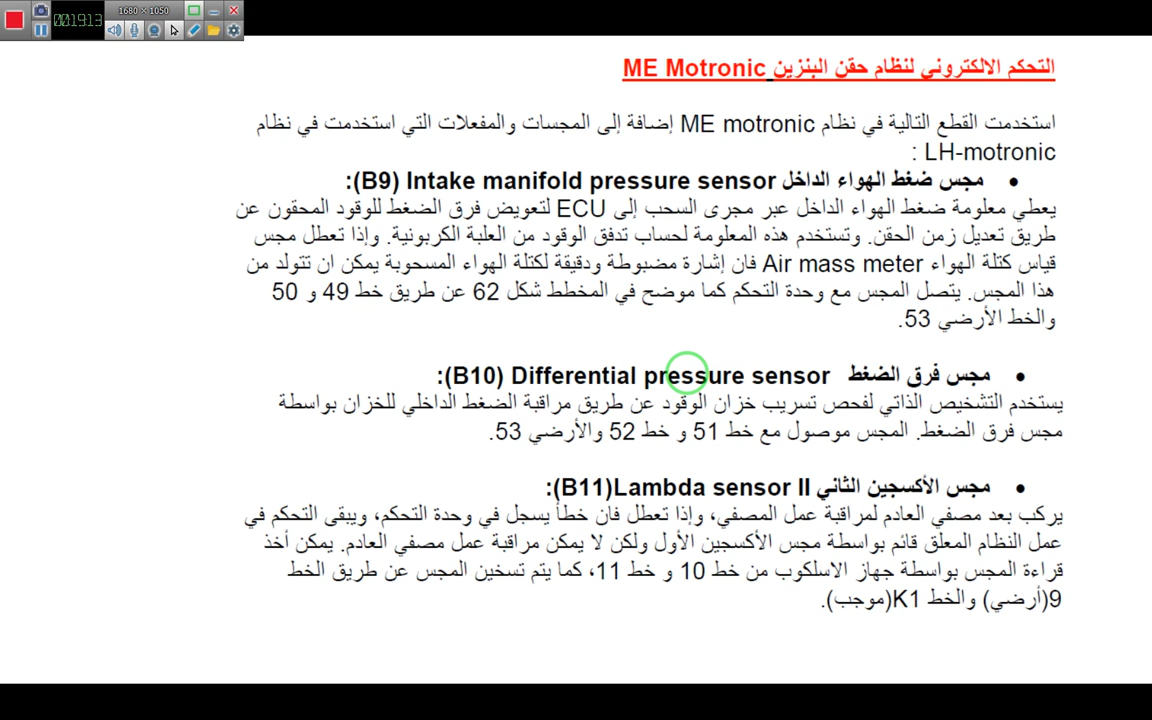 00:19:13
1680 × 1050
التحكم الالكتروني لنظام حقن البنزين ME Motronic
استخدمت القطع التالية في نظام ME motronic إضافة إلى المجسات والمفعلات التي استخدمت في نظام
LH-motronic :
• مجس ضغط الهواء الداخل Intake manifold pressure sensor (B9):
يعطي معلومة ضغط الهواء الداخل عبر مجرى السحب إلى ECU لتعويض فرق الضغط للوقود المحقون عن
طريق تعديل زمن الحقن. وتستخدم هذه المعلومة لحساب تدفق الوقود من العلبة الكربونية. وإذا تعطل مجس
قياس كتلة الهواء Air mass meter فان إشارة مضبوطة ودقيقة لكتلة الهواء المسحوبة يمكن ان تتولد من
هذا المجس. يتصل المجس مع وحدة التحكم كما موضح في المخطط شكل 62 عن طريق خط 49 و 50
والخط الأرضي 53.
• مجس فرق الضغط Differential pressure sensor (B10):
يستخدم التشخيص الذاتي لفحص تسريب خزان الوقود عن طريق مراقبة الضغط الداخلي للخزان بواسطة
مجس فرق الضغط. المجس موصول مع خط 51 و خط 52 والأرضي 53.
• مجس الأكسجين الثاني Lambda sensor II(B11):
يركب بعد مصفي العادم لمراقبة عمل المصفي، وإذا تعطل فان خطأ يسجل في وحدة التحكم، ويبقى التحكم في
عمل النظام المغلق قائم بواسطة مجس الأكسجين الأول ولكن لا يمكن مراقبة عمل مصفي العادم. يمكن أخذ
قراءة المجس بواسطة جهاز الاسلكوب من خط 10 و خط 11، كما يتم تسخين المجس عن طريق الخط
9(أرضي) والخط K1(موجب).